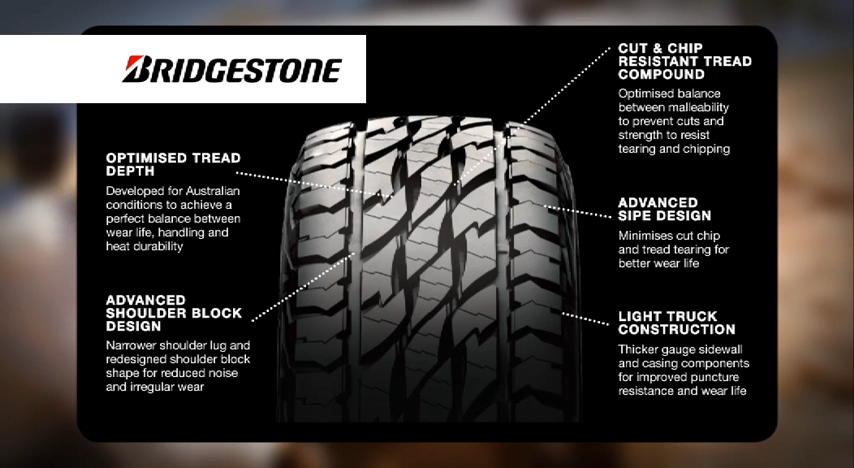 BRIDGESTONE
OPTIMISED TREAD
DEPTH
Developed for Australian
conditions to achieve a
perfect balance between
wear life, handling and
heat durability
ADVANCED
SHOULDER BLOCK
DESIGN
Narrower shoulder lug and
redesigned shoulder block
shape for reduced noise
and irregular wear
CUT & CHIP
RESISTANT TREAD
COMPOUND
Optimised balance
between malleability
to prevent cuts and
strength to resist
tearing and chipping
ADVANCED
SIPE DESIGN
Minimises cut chip
and tread tearing for
better wear life
LIGHT TRUCK
CONSTRUCTION
Thicker gauge sidewall
and casing components
for improved puncture
resistance and wear life